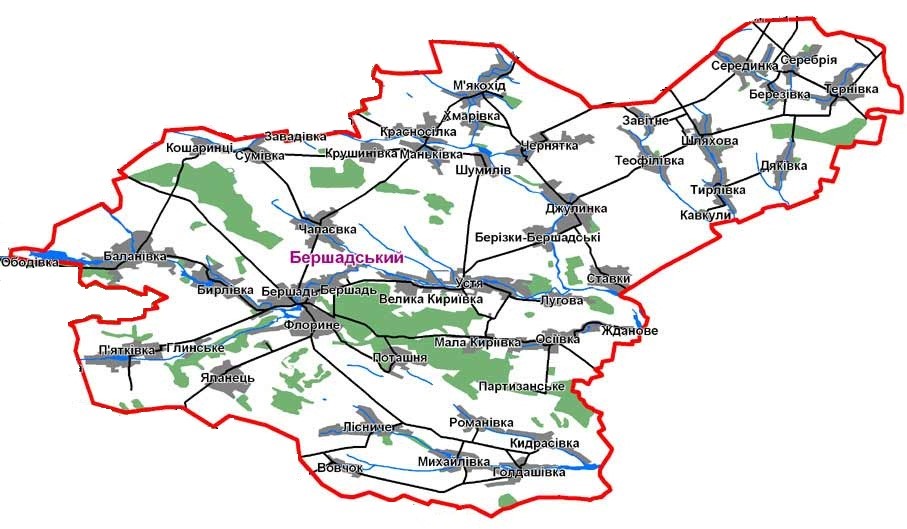 Серединка
Серебрія
М'якохід
Березівка
Тернівка
Хмарівка
Завітне
Красносілка
Завадівка
Шляхова
Кошаринці
Сумівка
Крушинівка
Маньківка
Чернятка
Теофілівка
Шумилів
Дяківка
Тирлівка
Джулинка
Кавкули
Чапаєвка
Берізки-Бершадські
Баланівка
Бершадський
Ободівка
Ставки
Устя
Бирлівка
Бершадь
Бершадь
Велика Киріївка
Лугова
Флорине
Жданове
Мала Киріївка
Осіївка
П'ятківка
Глинське
Поташня
Яланець
Партизанське
Романівка
Лісниче
Кидрасівка
Михайлівка
Вовчок
Голдашівка